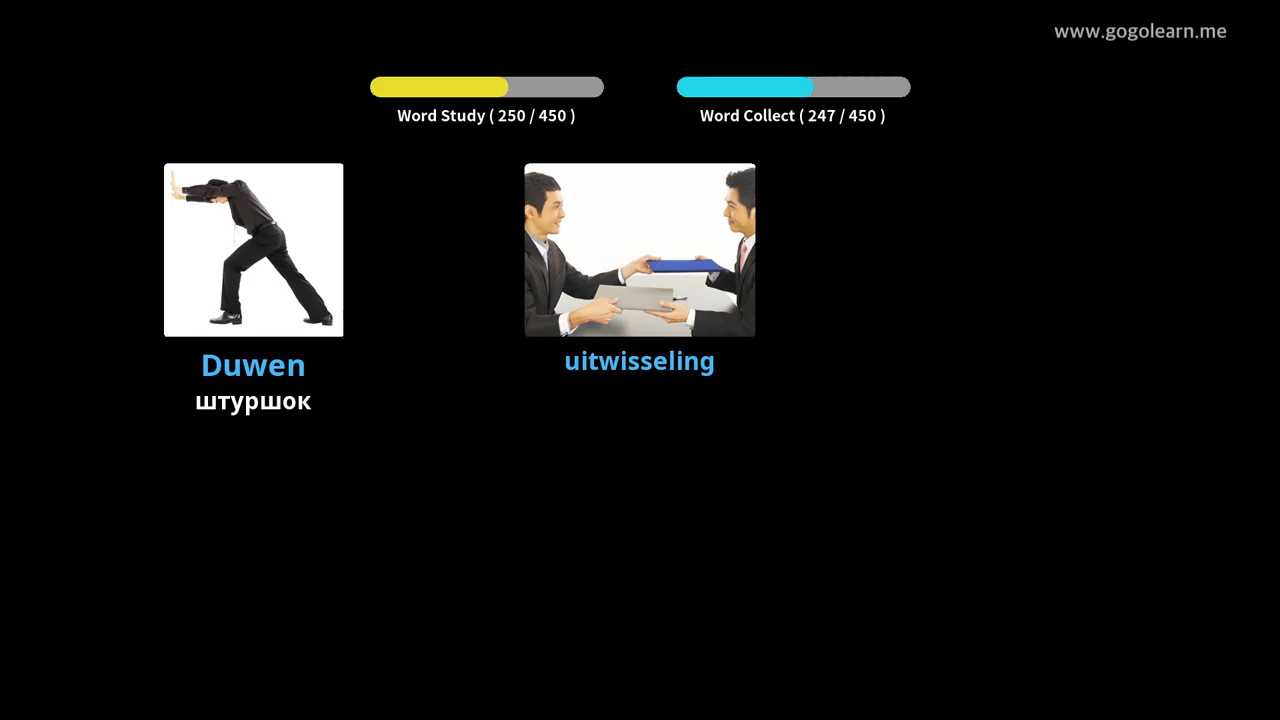 www.gogolearn.me
Word Study ( 250 / 450 )
Word Collect ( 247 / 450 )
Duwen
штуршок
uitwisseling